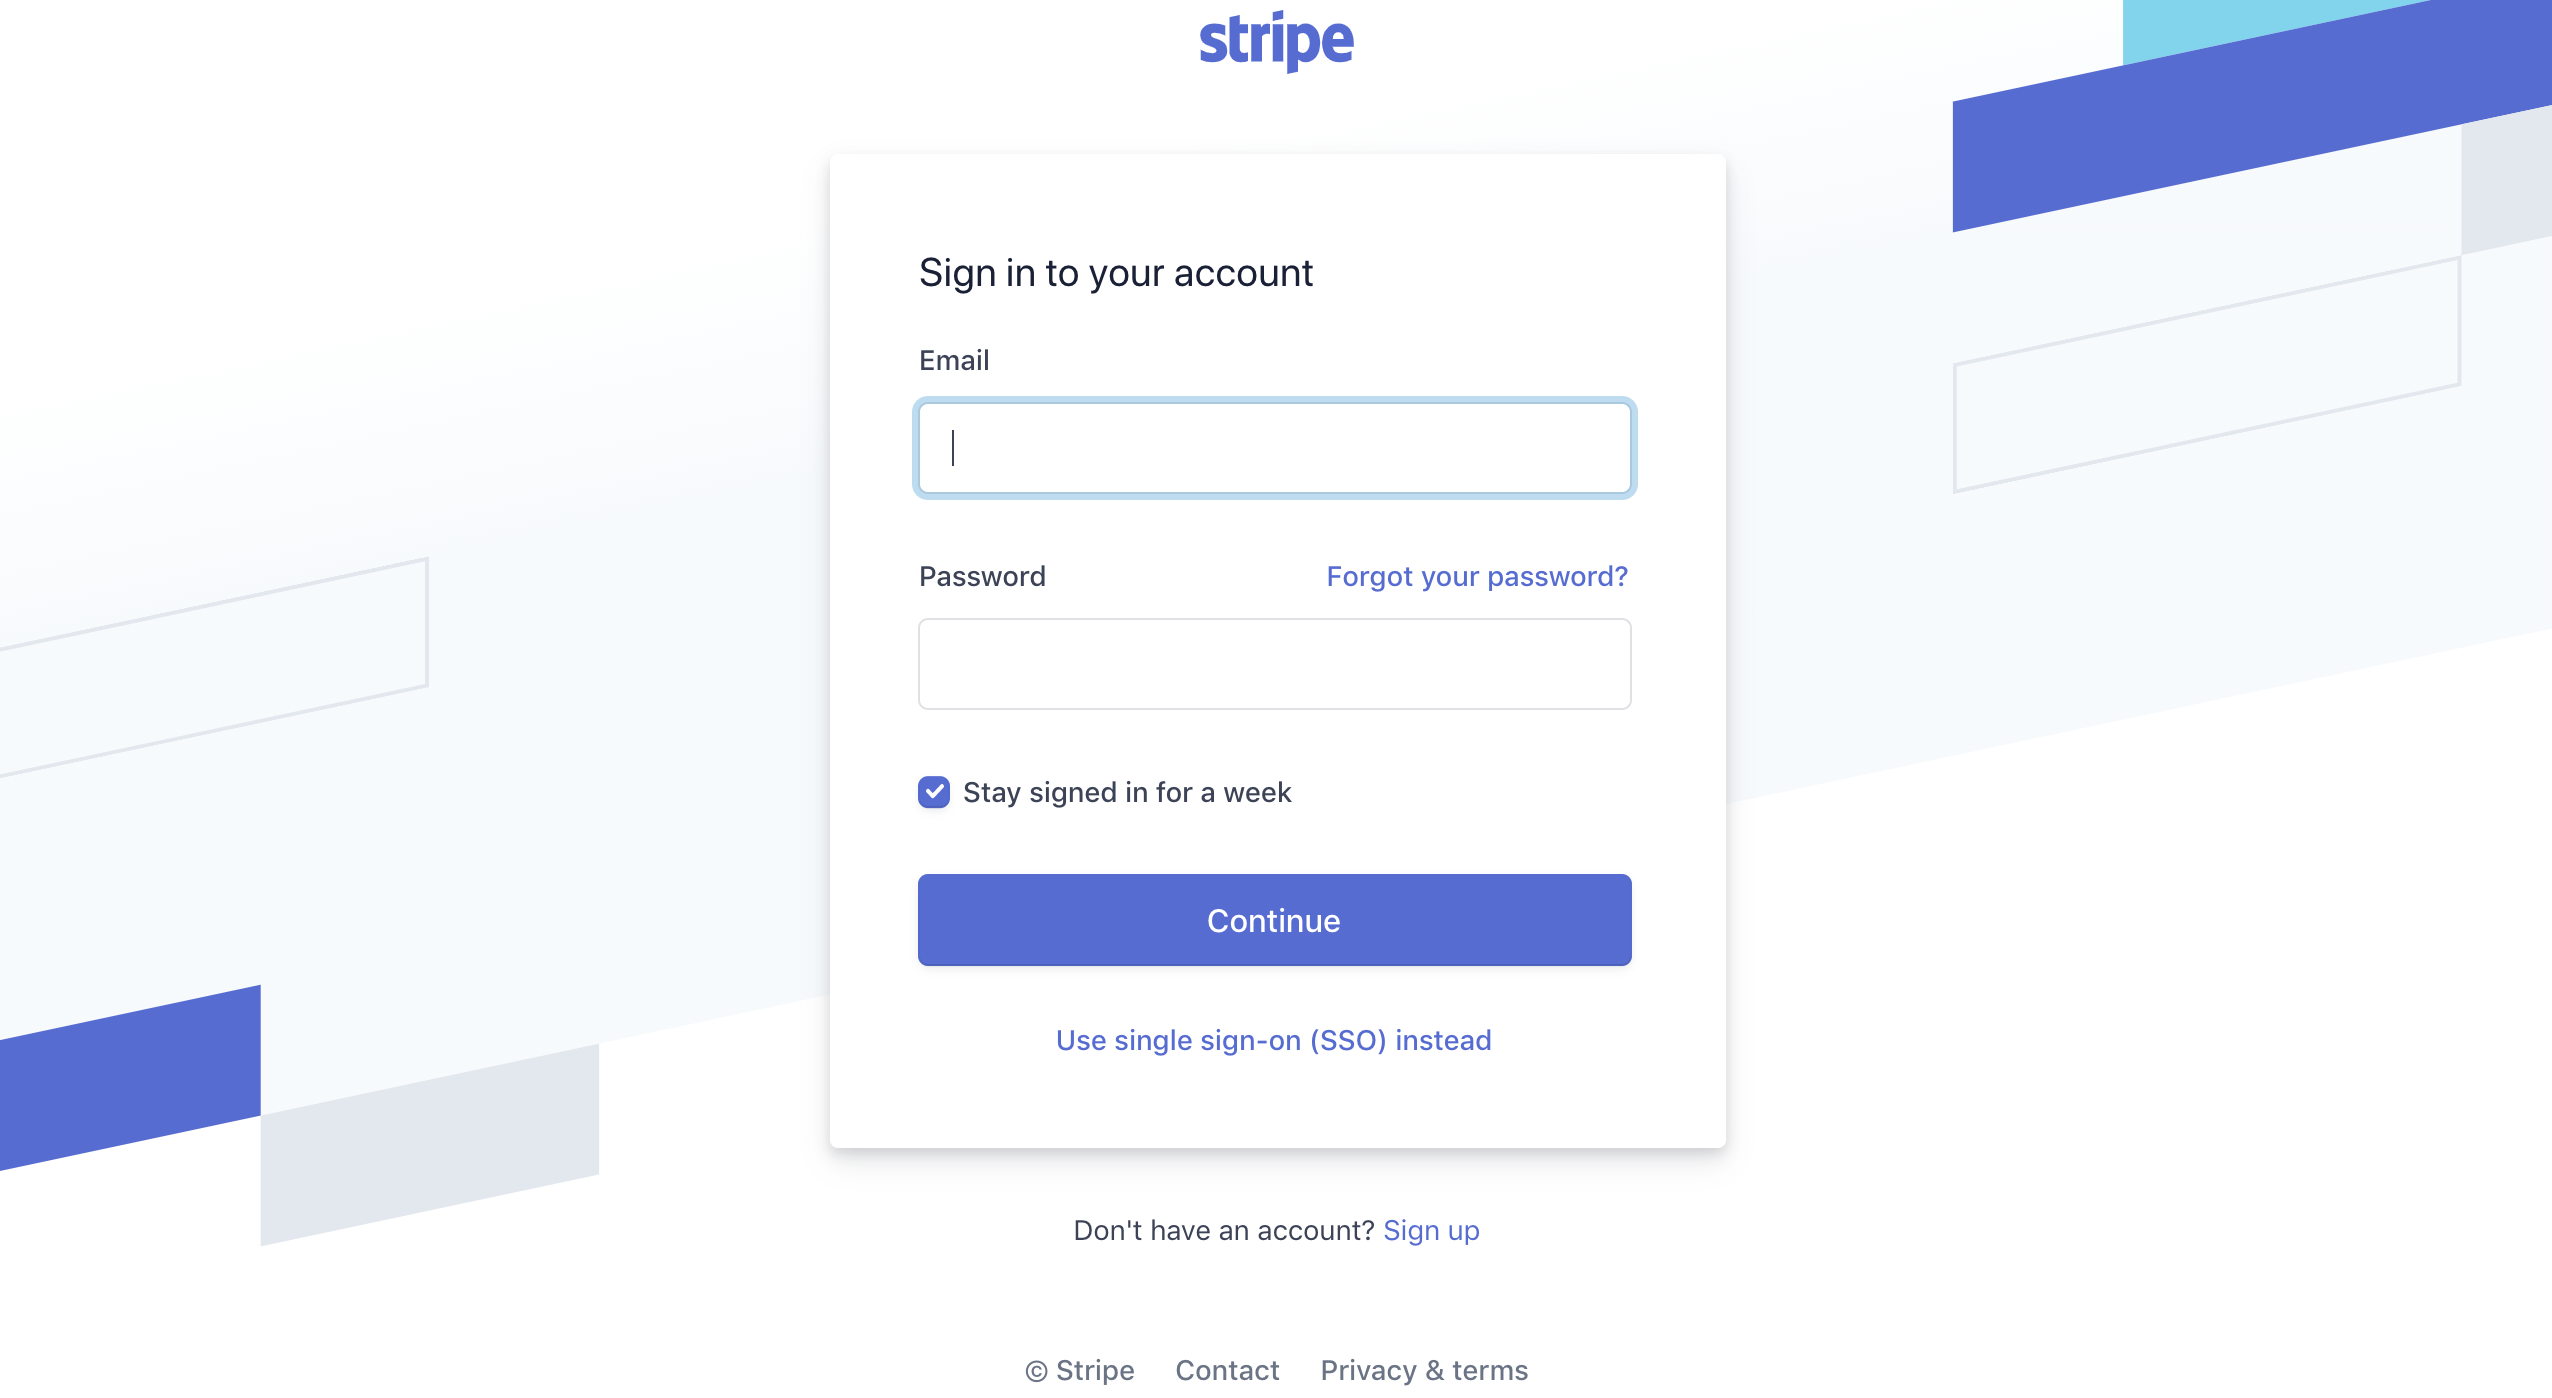 stripe
Sign in to your account
Email
Password
Forgot your password?
Stay signed in for a week
Continue
Use single sign-on (SSO) instead
Don't have an account? Sign up
© Stripe
Contact
Privacy & terms